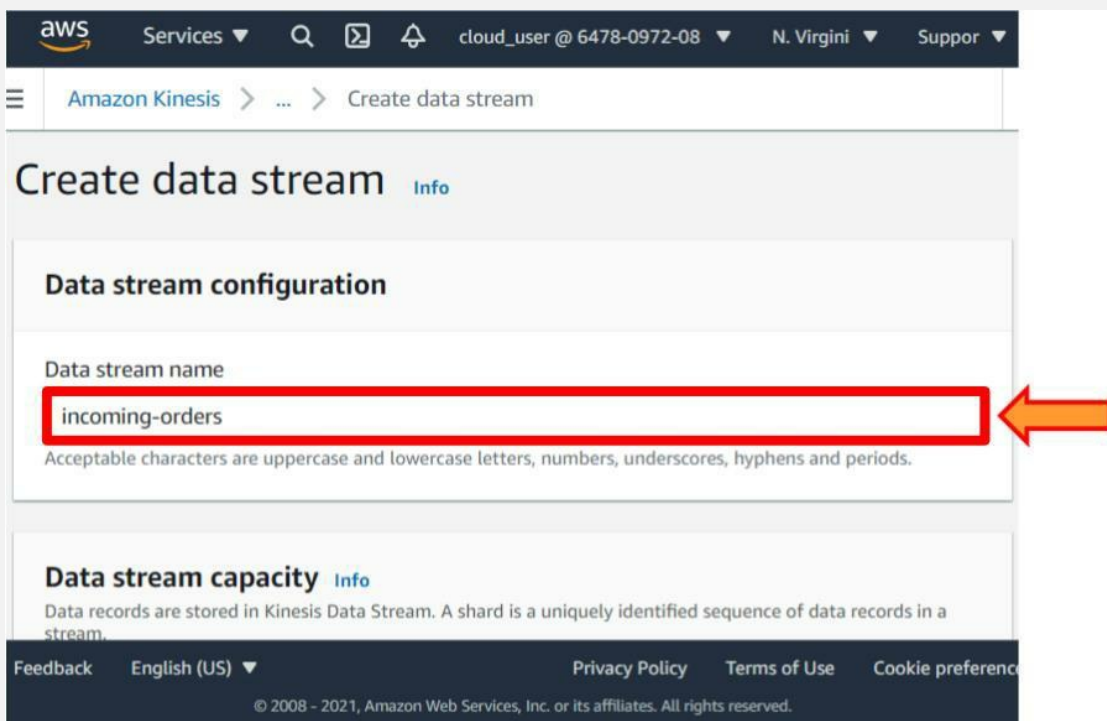 aws Services ▼ cloud_user @ 6478-0972-08 ▼ N. Virgini ▼ Suppor ▼
Amazon Kinesis > ... > Create data stream
Create data stream Info
Data stream configuration
Data stream name
incoming-orders
Acceptable characters are uppercase and lowercase letters, numbers, underscores, hyphens and periods.
Data stream capacity Info
Data records are stored in Kinesis Data Stream. A shard is a uniquely identified sequence of data records in a
stream.
Feedback English (US) ▼ Privacy Policy Terms of Use Cookie preferenc
© 2008 - 2021, Amazon Web Services, Inc. or its affiliates. All rights reserved.